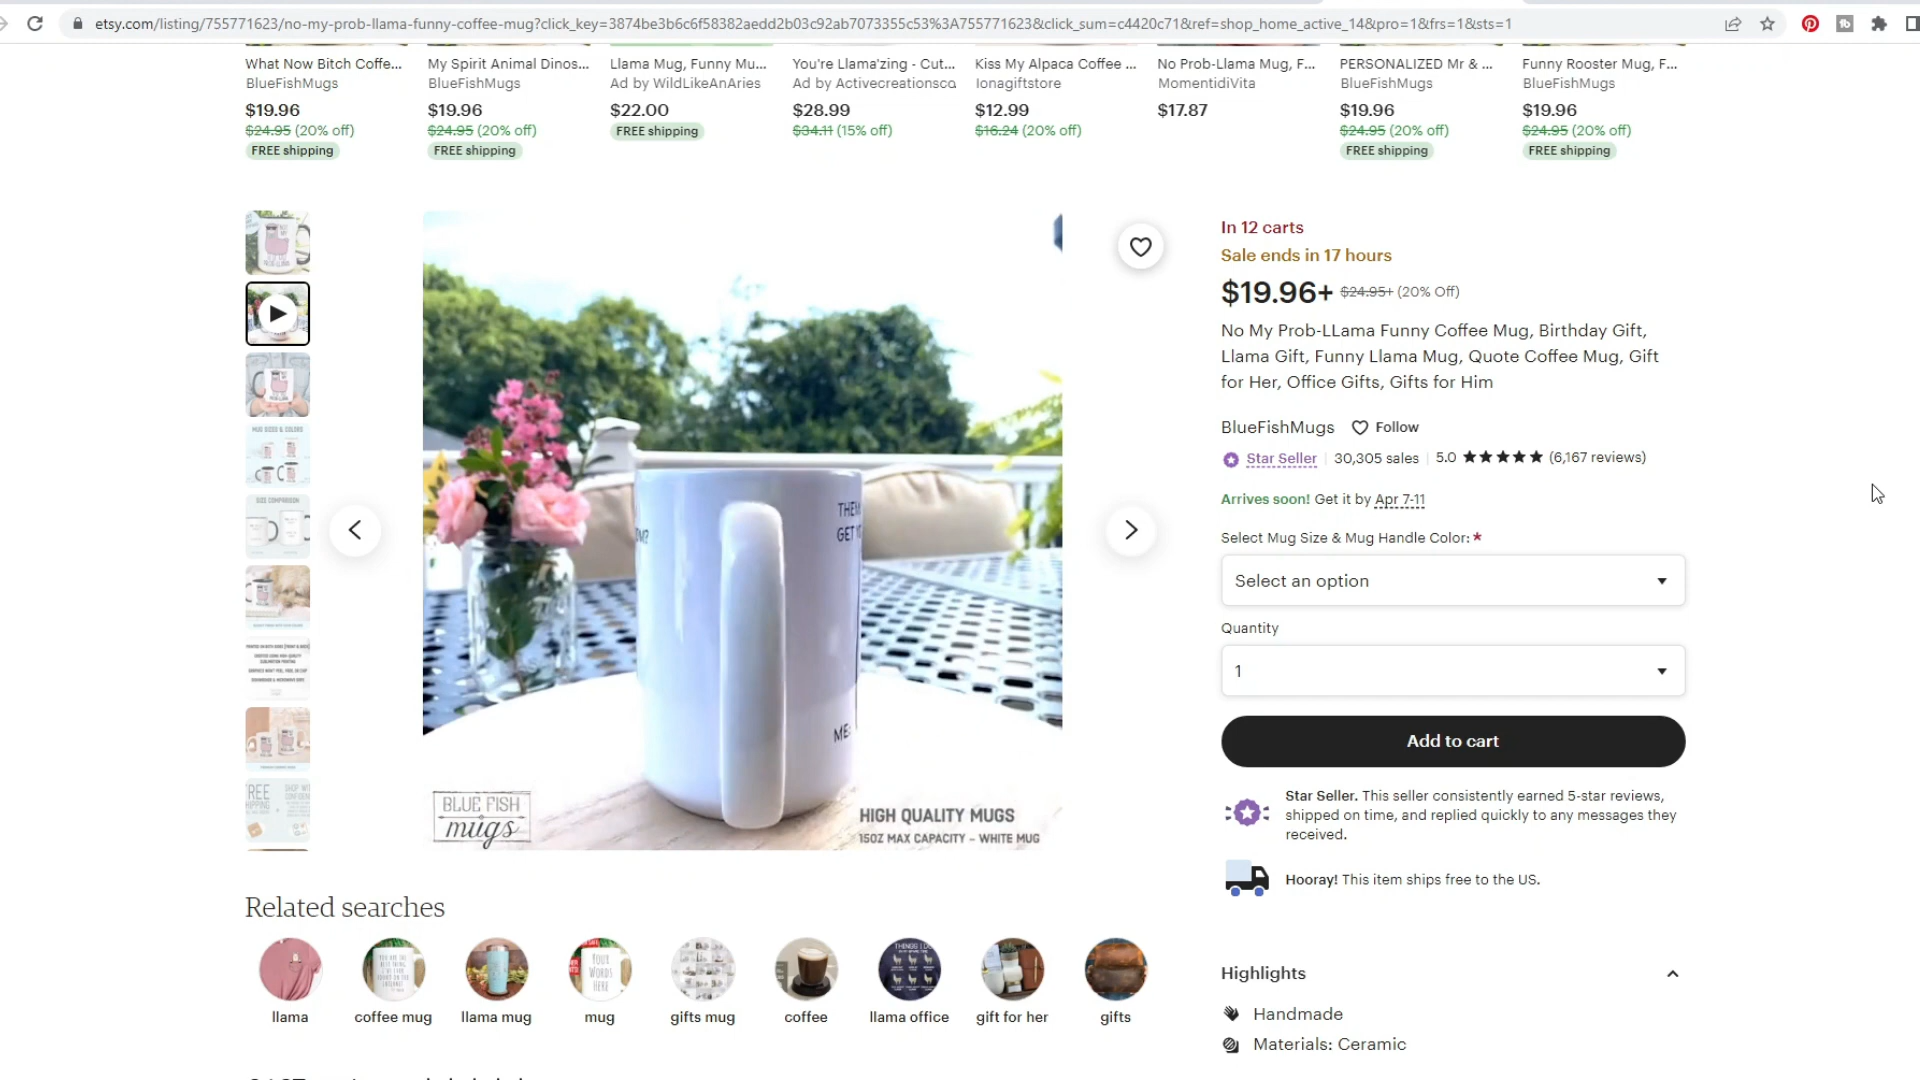 etsy.com/listing/755771623/no-my-prob-llama-funny-coffee-mug?click_key=3874be3b6c6f58382aedd2b03c92ab7073355c53%3A755771623&click_sum=c4420c71&ref=shop_home_active_14&pro=1&frs=1&sts=1
What Now Bitch Coffe... My Spirit Animal Dinos... Llama Mug, Funny Mu... You're Llama'zing - Cut... Kiss My Alpaca Coffee ... No Prob-Llama Mug, F... PERSONALIZED Mr & ... Funny Rooster Mug, F...
BlueFishMugs BlueFishMugs Ad by WildLikeAnAries Ad by Activecreationsca Ionagiftstore MomentidiVita BlueFishMugs BlueFishMugs
$19.96 $19.96 $22.00 $28.99 $12.99 $17.87 $19.96 $19.96
$24.95 (20% off) $24.95 (20% off) FREE shipping $34.11 (15% off) $16.24 (20% off) $24.95 (20% off) $24.95 (20% off)
FREE shipping FREE shipping FREE shipping FREE shipping
MUG SIZES & COLORS
SIZE COMPARISON
THEM
GET Y
ME
BLUE FISH
mugs
HIGH QUALITY MUGS
15OZ MAX CAPACITY – WHITE MUG
In 12 carts
Sale ends in 17 hours
$19.96+ $24.95+ (20% Off)
No My Prob-LLama Funny Coffee Mug, Birthday Gift,
Llama Gift, Funny Llama Mug, Quote Coffee Mug, Gift
for Her, Office Gifts, Gifts for Him
BlueFishMugs Follow
Star Seller 30,305 sales 5.0 ★★★★★ (6,167 reviews)
Arrives soon! Get it by Apr 7-11
Select Mug Size & Mug Handle Color: *
Select an option
Quantity
1
Add to cart
Star Seller. This seller consistently earned 5-star reviews,
shipped on time, and replied quickly to any messages they
received.
Hooray! This item ships free to the US.
Related searches
YOUR
WORDS
HERE
llama coffee mug llama mug mug gifts mug coffee llama office gift for her gifts
Highlights
Handmade
Materials: Ceramic